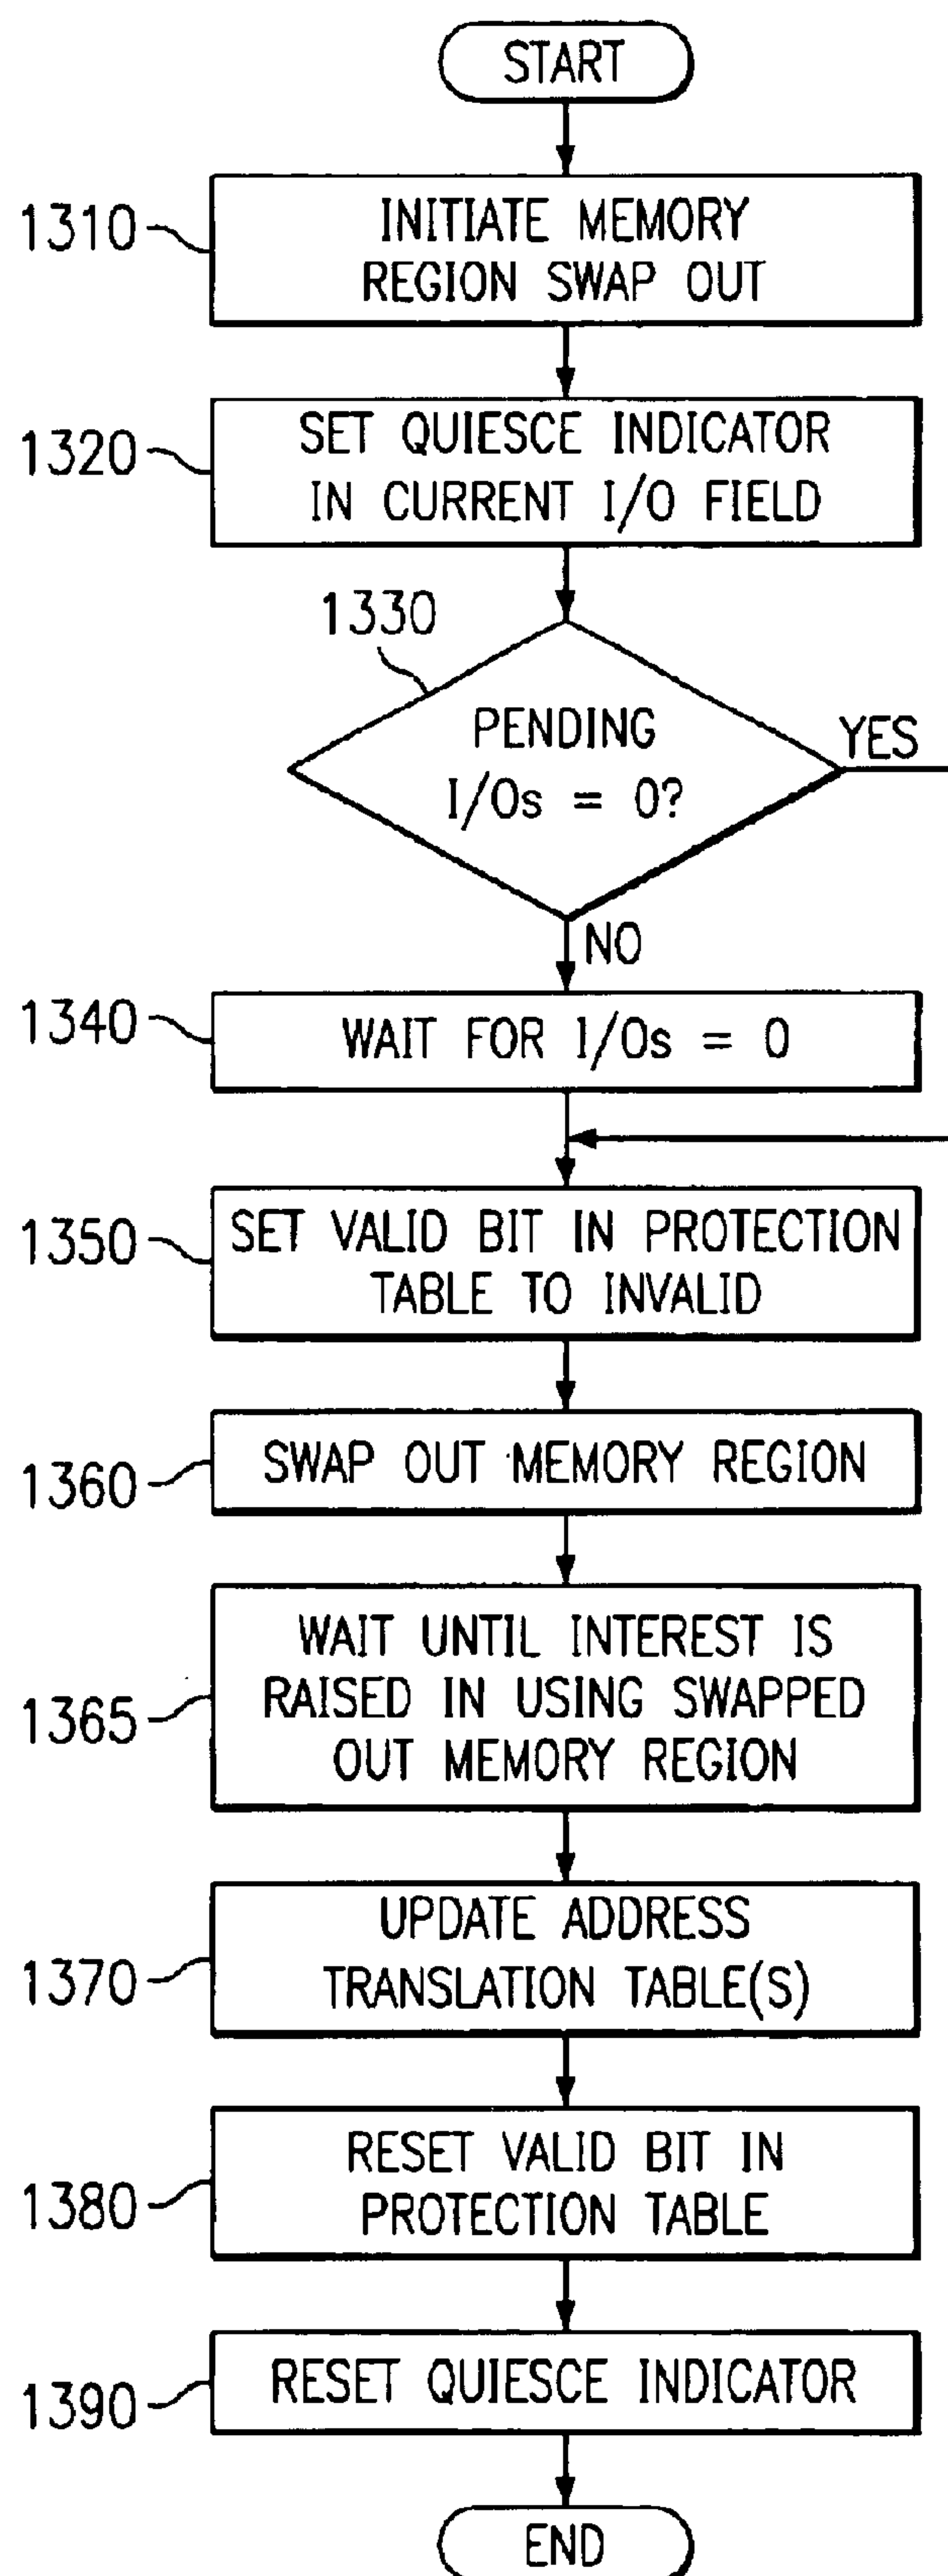 START
1310
INITIATE MEMORY
REGION SWAP OUT
1320
SET QUIESCE INDICATOR
IN CURRENT I/O FIELD
1330
PENDING
I/Os = 0?
YES
NO
1340
WAIT FOR I/Os = 0
1350
SET VALID BIT IN PROTECTION
TABLE TO INVALID
1360
SWAP OUT MEMORY REGION
1365
WAIT UNTIL INTEREST IS
RAISED IN USING SWAPPED
OUT MEMORY REGION
1370
UPDATE ADDRESS
TRANSLATION TABLE(S)
1380
RESET VALID BIT IN
PROTECTION TABLE
1390
RESET QUIESCE INDICATOR
END